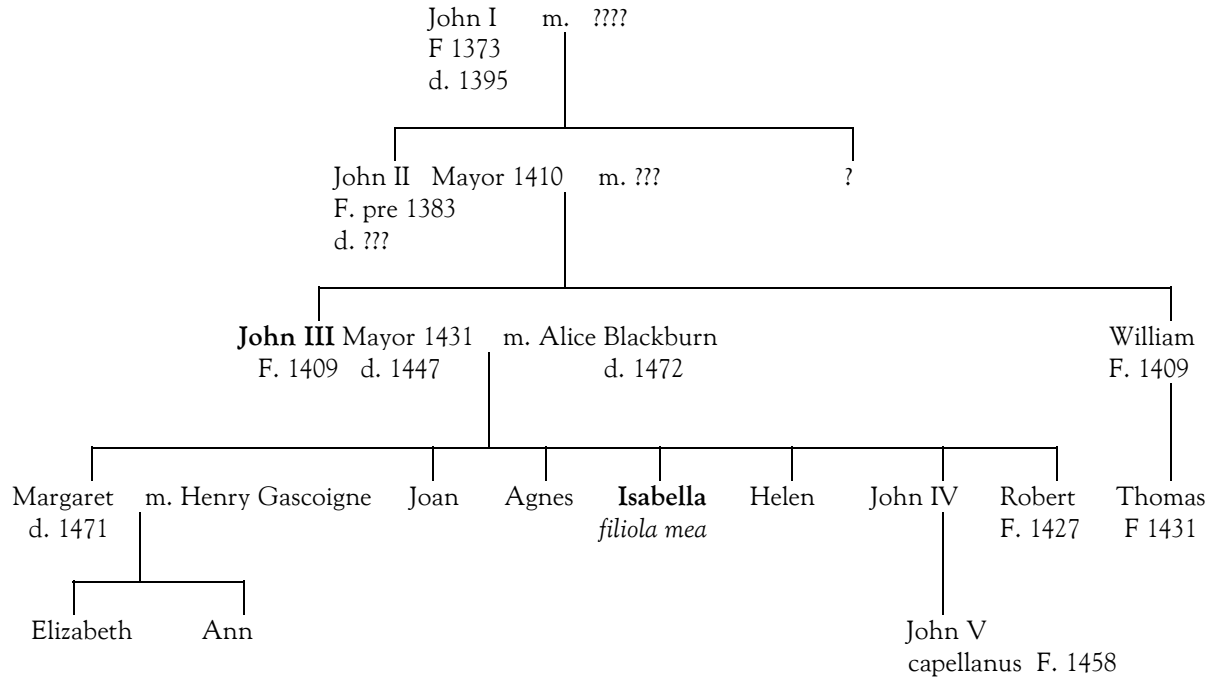 John I m. ????
F 1373
d. 1395
John II Mayor 1410 m. ??? ?
F. pre 1383
d. ???
John III Mayor 1431 m. Alice Blackburn William
F. 1409 d. 1447 d. 1472 F. 1409
Margaret m. Henry Gascoigne Joan Agnes Isabella Helen John IV Robert Thomas
d. 1471 filiola mea F. 1427 F 1431
Elizabeth Ann John V
capellanus F. 1458